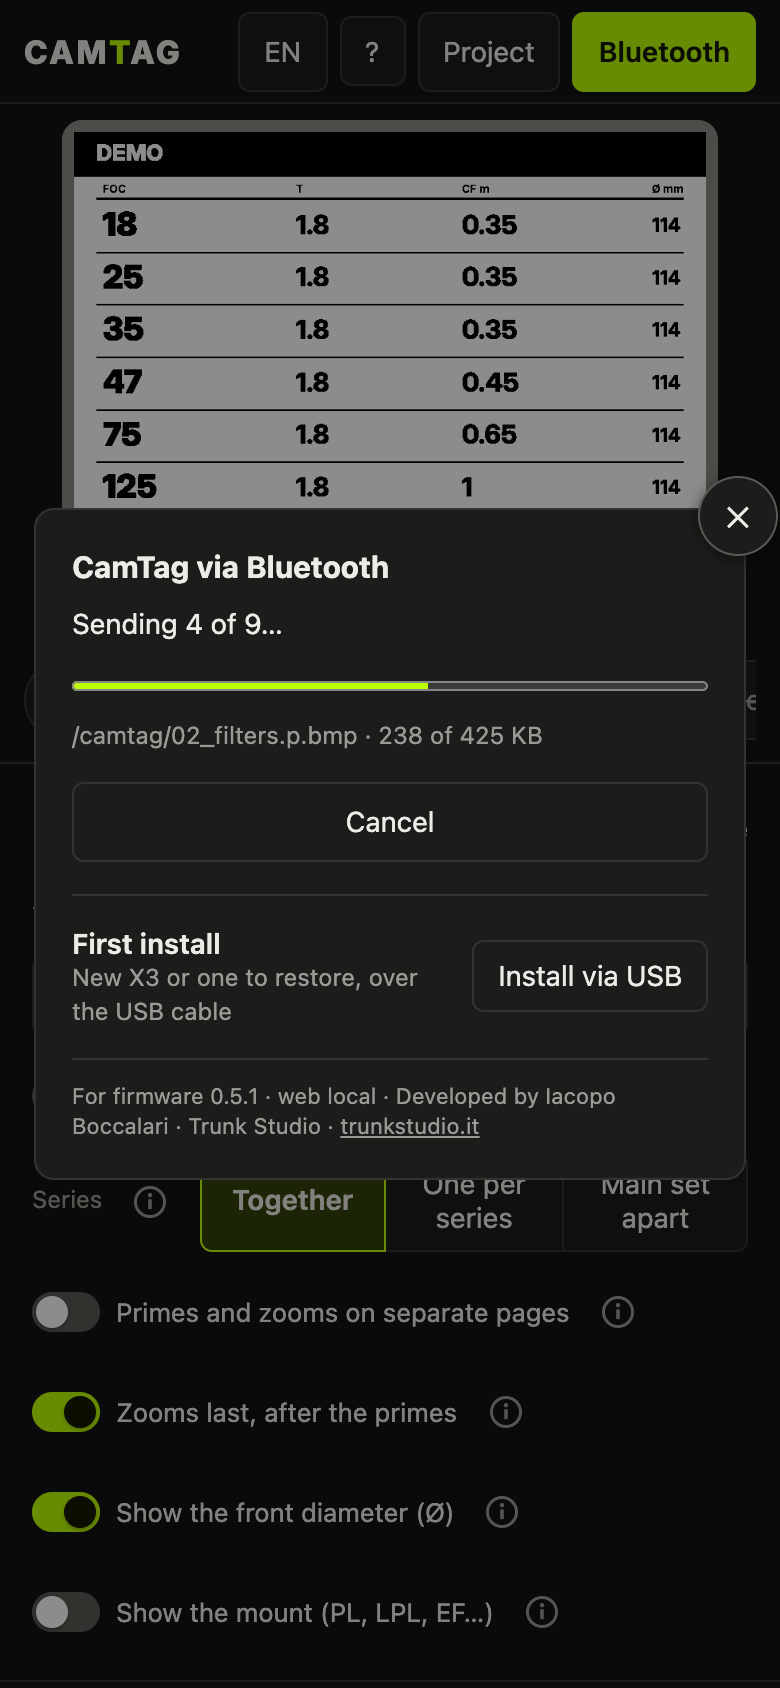 CAMTAG EN ? Project Bluetooth
DEMO
FOC T CF m Ø mm
18 1.8 0.35 114
25 1.8 0.35 114
35 1.8 0.35 114
47 1.8 0.45 114
75 1.8 0.65 114
125 1.8 1 114
CamTag via Bluetooth
Sending 4 of 9...
/camtag/02_filters.p.bmp · 238 of 425 KB
Cancel
First install
New X3 or one to restore, over
the USB cable
Install via USB
For firmware 0.5.1 · web local · Developed by Iacopo
Boccalari · Trunk Studio · trunkstudio.it
Series
Together
One per
series
Main set
apart
Primes and zooms on separate pages
Zooms last, after the primes
Show the front diameter (Ø)
Show the mount (PL, LPL, EF...)